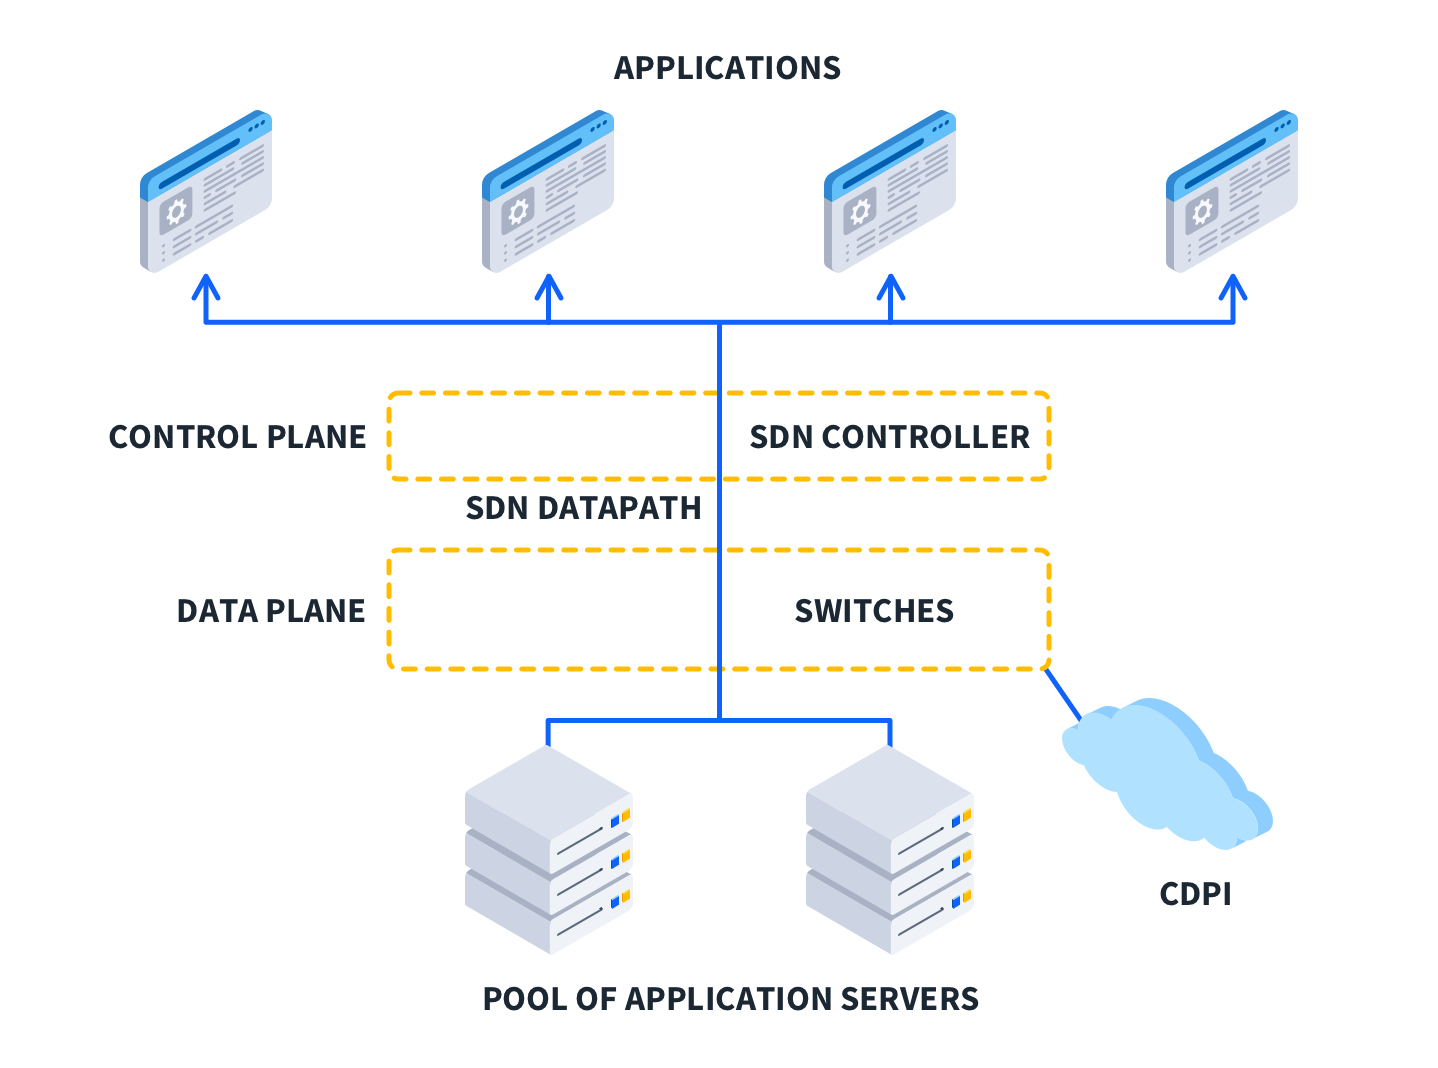 APPLICATIONS
CONTROL PLANE
SDN CONTROLLER
SDN DATAPATH
DATA PLANE
SWITCHES
CDPI
POOL OF APPLICATION SERVERS